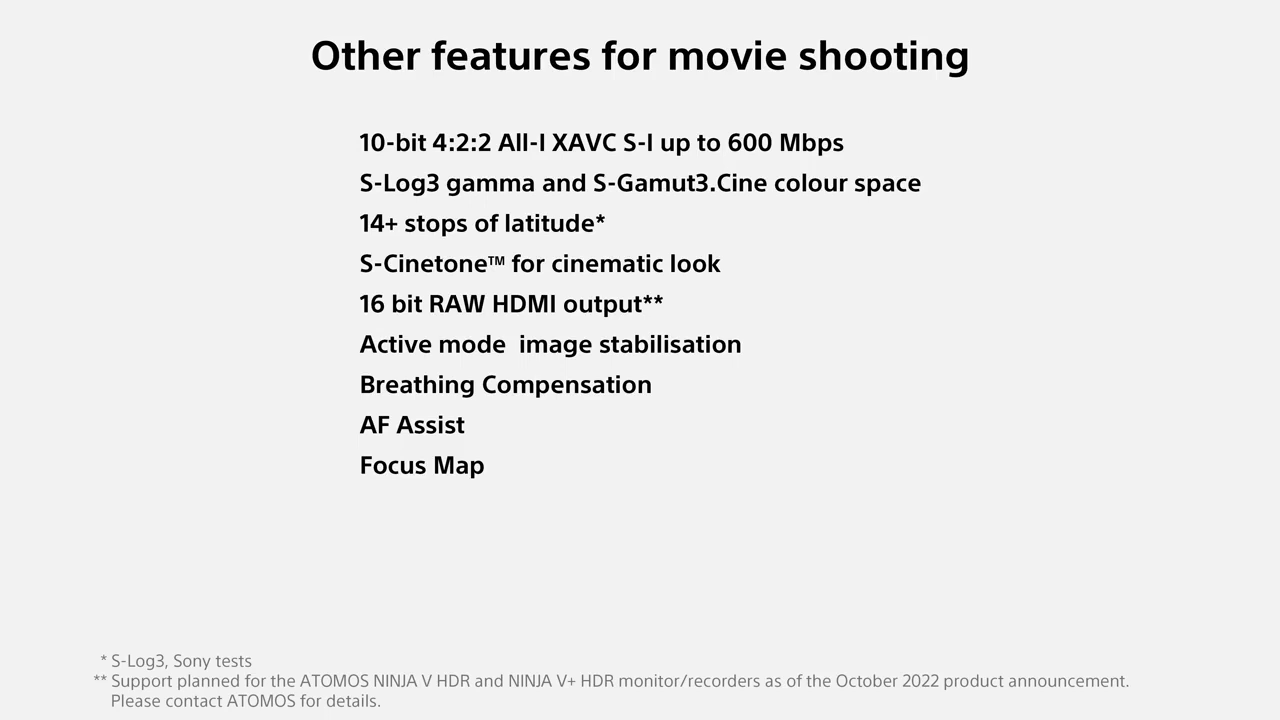 Other features for movie shooting
10-bit 4:2:2 All-I XAVC S-I up to 600 Mbps
S-Log3 gamma and S-Gamut3.Cine colour space
14+ stops of latitude*
S-Cinetone™ for cinematic look
16 bit RAW HDMI output**
Active mode  image stabilisation
Breathing Compensation
AF Assist
Focus Map
* S-Log3, Sony tests
** Support planned for the ATOMOS NINJA V HDR and NINJA V+ HDR monitor/recorders as of the October 2022 product announcement.
Please contact ATOMOS for details.